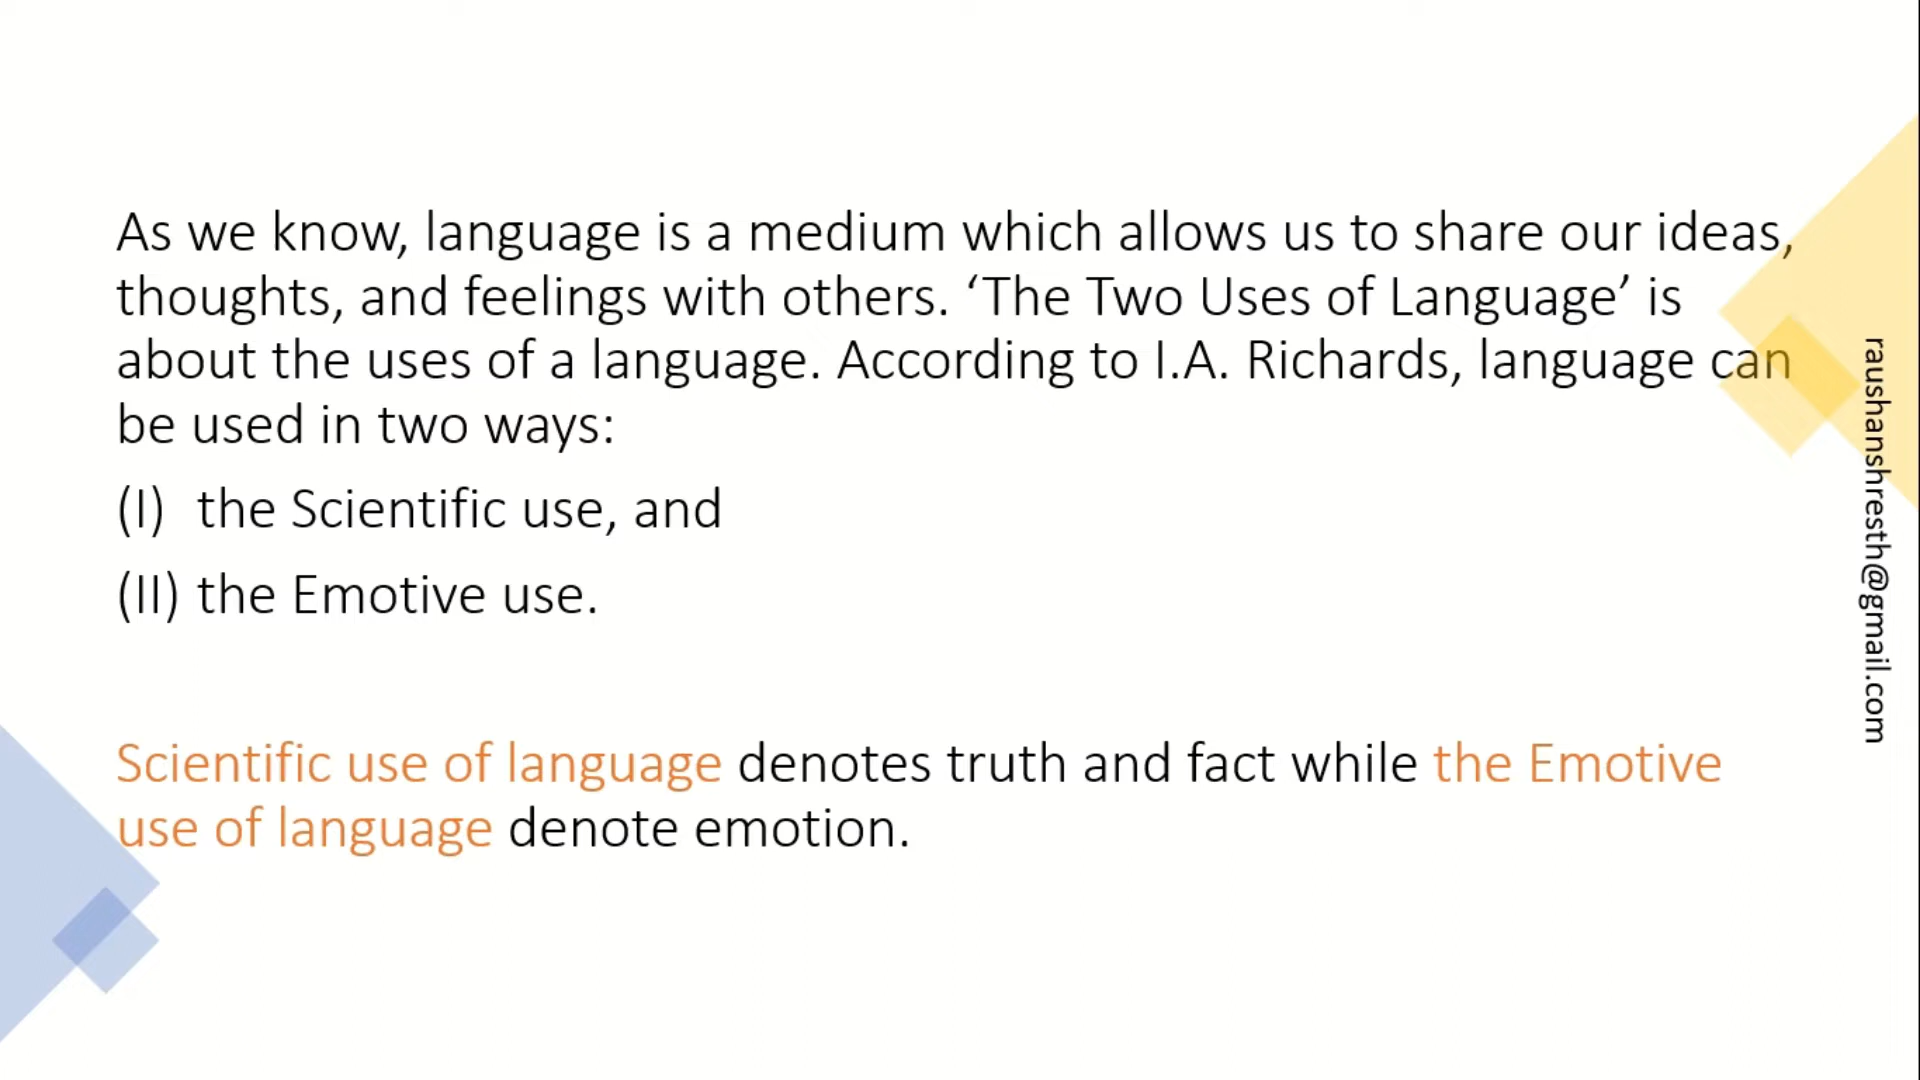 As we know, language is a medium which allows us to share our ideas,
thoughts, and feelings with others. ‘The Two Uses of Language’ is
about the uses of a language. According to I.A. Richards, language can
be used in two ways:
(I) the Scientific use, and
(II) the Emotive use.
Scientific use of language denotes truth and fact while the Emotive
use of language denote emotion.
raushanshresth@gmail.com